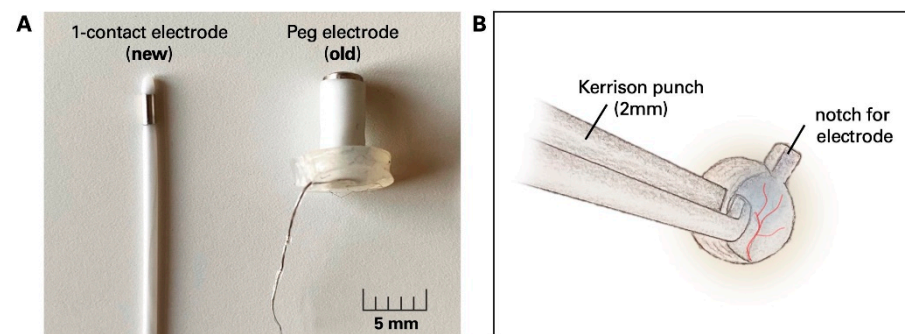 A
1-contact electrode
(new)
Peg electrode
(old)
5 mm
B
Kerrison punch
(2mm)
notch for
electrode